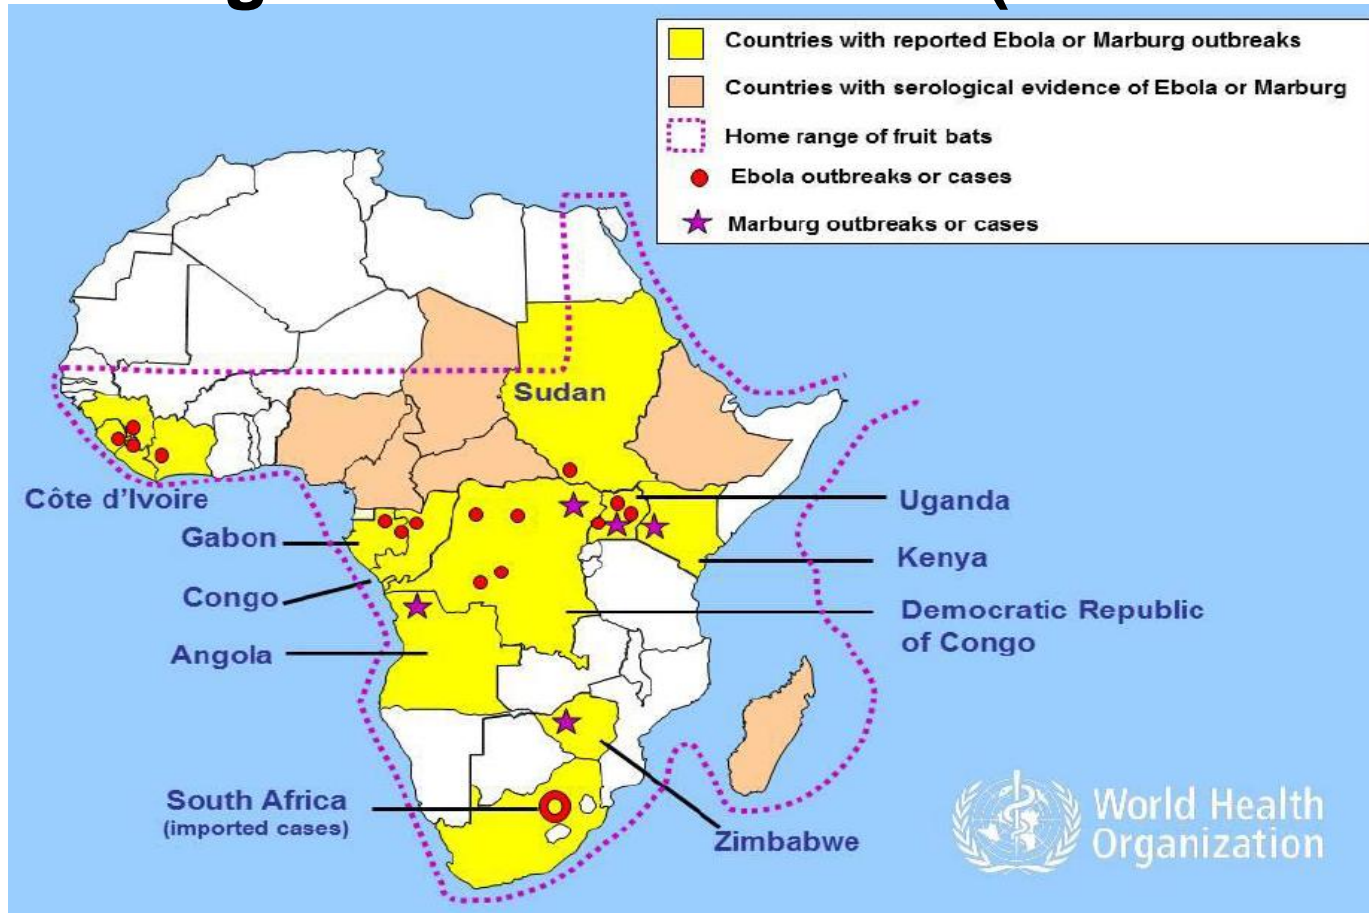 Countries with reported Ebola or Marburg outbreaks
Countries with serological evidence of Ebola or Marburg
Home range of fruit bats
Ebola outbreaks or cases
Marburg outbreaks or cases
Sudan
Côte d’Ivoire
Uganda
Gabon
Kenya
Congo
Democratic Republic
of Congo
Angola
South Africa
(imported cases)
Zimbabwe
World Health
Organization